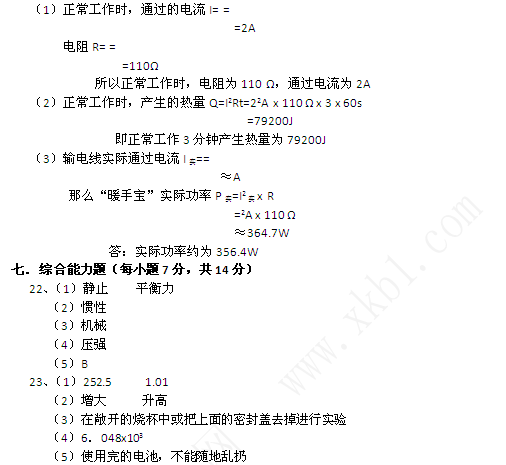 （1）正常工作时，通过的电流 I= =
=2A
电阻 R= =
=110Ω
所以正常工作时，电阻为 110 Ω，通过电流为 2A
（2）正常工作时，产生的热量 Q=I²Rt=2²A x 110 Ω x 3 x 60s
=79200J
即正常工作 3 分钟产生热量为 79200J
（3）输电线实际通过电流 I实==
≈A
那么“暖手宝”实际功率 P实=I²实 x R
=²A x 110 Ω
≈364.7W
答：实际功率约为 356.4W
七．综合能力题（每小题 7 分，共 14 分）
22、（1）静止 平衡力
（2）惯性
（3）机械
（4）压强
（5）B
23、（1）252.5 1.01
（2）增大 升高
（3）在敞开的烧杯中或把上面的密封盖去掉进行实验
（4）6．048x10³
（5）使用完的电池，不能随地乱扔
www.xkb1.com